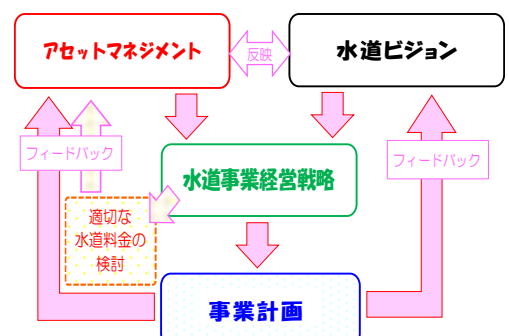 アセットマネジメント
反映
水道ビジョン
フィードバック
フィードバック
水道事業経営戦略
適切な
水道料金の
検討
事業計画